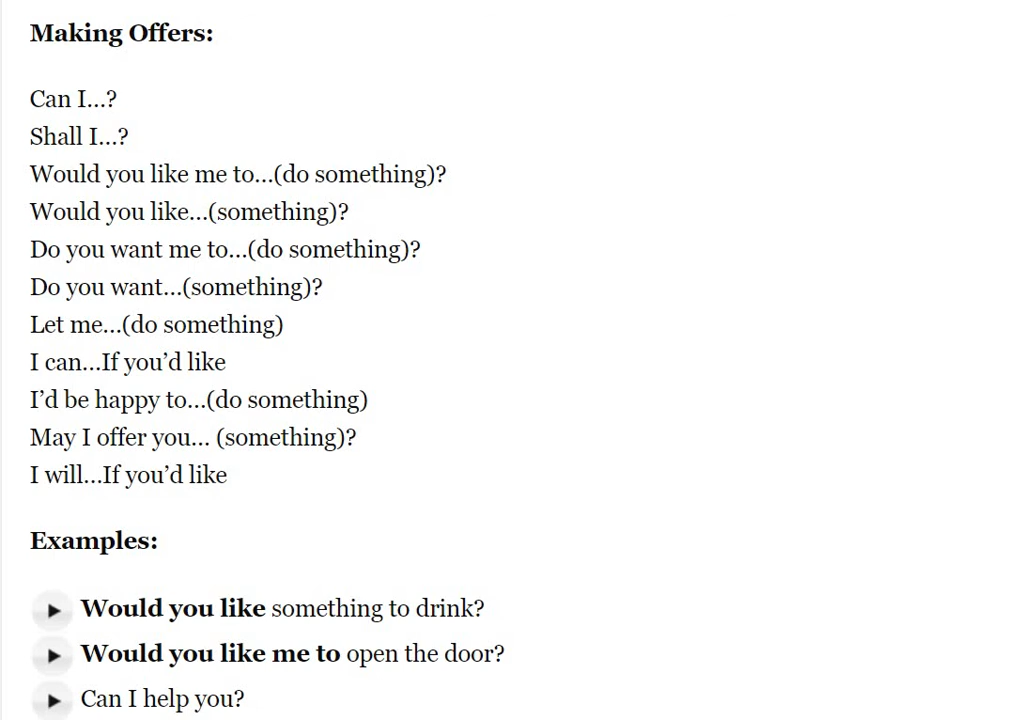 Making Offers:
Can I...?
Shall I...?
Would you like me to...(do something)?
Would you like...(something)?
Do you want me to...(do something)?
Do you want...(something)?
Let me...(do something)
I can...If you’d like
I’d be happy to...(do something)
May I offer you... (something)?
I will...If you’d like
Examples:
Would you like something to drink?
Would you like me to open the door?
Can I help you?